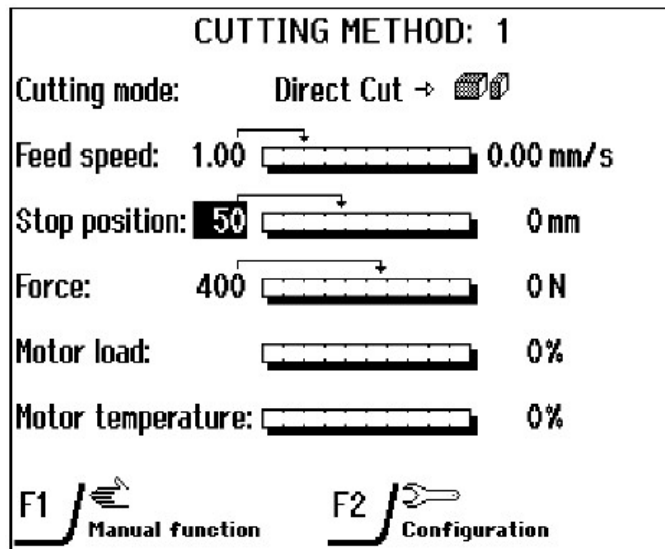 CUTTING METHOD: 1
Cutting mode: Direct Cut →
Feed speed: 1.00 0.00 mm/s
Stop position: 50 0 mm
Force: 400 0 N
Motor load: 0%
Motor temperature: 0%
F1 Manual function F2 Configuration